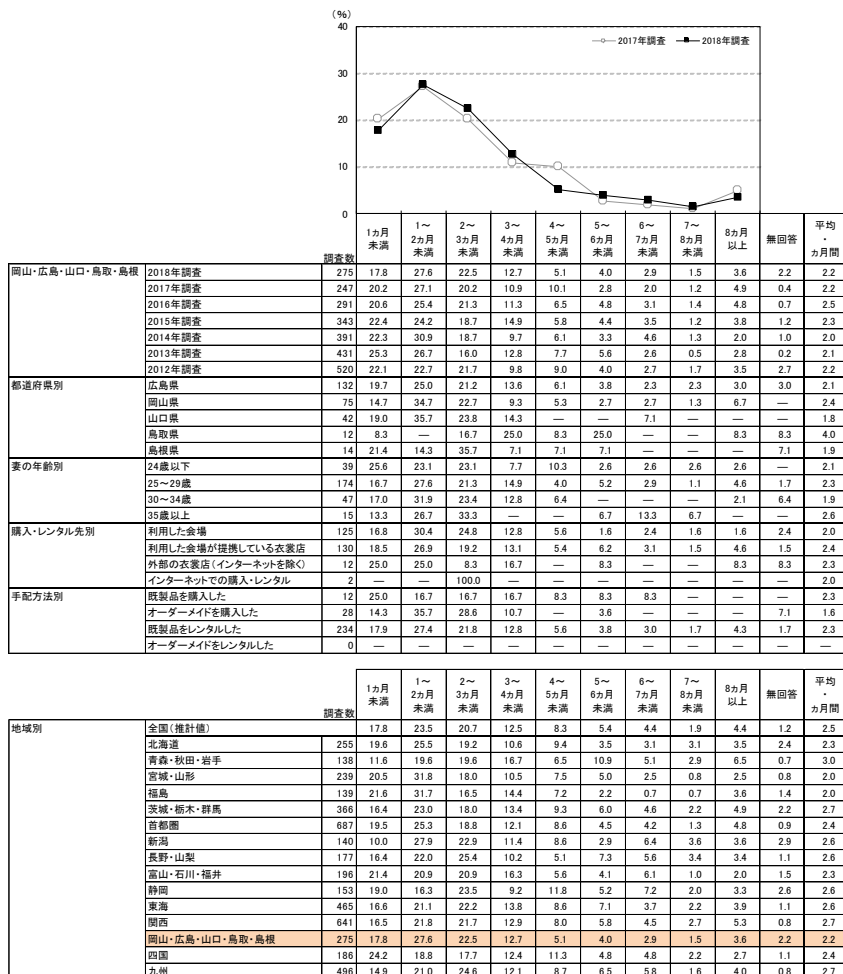 (%)
40
30
20
10
0
2017年調査 2018年調査
調査数 1ヵ月未満 1～2ヵ月未満 2～3ヵ月未満 3～4ヵ月未満 4～5ヵ月未満 5～6ヵ月未満 6～7ヵ月未満 7～8ヵ月未満 8ヵ月以上 無回答 平均・ヵ月間
岡山・広島・山口・鳥取・島根 2018年調査 275 17.8 27.6 22.5 12.7 5.1 4.0 2.9 1.5 3.6 2.2 2.2
2017年調査 247 20.2 27.1 20.2 10.9 10.1 2.8 2.0 1.2 4.9 0.4 2.2
2016年調査 291 20.6 25.4 21.3 11.3 6.5 4.8 3.1 1.4 4.8 0.7 2.5
2015年調査 343 22.4 24.2 18.7 14.9 5.8 4.4 3.5 1.2 3.8 1.2 2.3
2014年調査 391 22.3 30.9 18.7 9.7 6.1 3.3 4.6 1.3 2.0 1.0 2.0
2013年調査 431 25.3 26.7 16.0 12.8 7.7 5.6 2.6 0.5 2.8 0.2 2.1
2012年調査 520 22.1 22.7 21.7 9.8 9.0 4.0 2.7 1.7 3.5 2.7 2.2
都道府県別 広島県 132 19.7 25.0 21.2 13.6 6.1 3.8 2.3 2.3 3.0 3.0 2.1
岡山県 75 14.7 34.7 22.7 9.3 5.3 2.7 2.7 1.3 6.7 — 2.4
山口県 42 19.0 35.7 23.8 14.3 — — 7.1 — — — 1.8
鳥取県 12 8.3 — 16.7 25.0 8.3 25.0 — — 8.3 8.3 4.0
島根県 14 21.4 14.3 35.7 7.1 7.1 7.1 — — — 7.1 1.9
妻の年齢別 24歳以下 39 25.6 23.1 23.1 7.7 10.3 2.6 2.6 2.6 2.6 — 2.1
25～29歳 174 16.7 27.6 21.3 14.9 4.0 5.2 2.9 1.1 4.6 1.7 2.3
30～34歳 47 17.0 31.9 23.4 12.8 6.4 — — — 2.1 6.4 1.9
35歳以上 15 13.3 26.7 33.3 — — 6.7 13.3 6.7 — — 2.6
購入・レンタル先別 利用した会場 125 16.8 30.4 24.8 12.8 5.6 1.6 2.4 1.6 1.6 2.4 2.0
利用した会場が提携している衣裳店 130 18.5 26.9 19.2 13.1 5.4 6.2 3.1 1.5 4.6 1.5 2.4
外部の衣裳店(インターネットを除く) 12 25.0 25.0 8.3 16.7 — 8.3 — — 8.3 8.3 2.3
インターネットでの購入・レンタル 2 — — 100.0 — — — — — — — 2.0
手配方法別 既製品を購入した 12 25.0 16.7 16.7 16.7 8.3 8.3 8.3 — — — 2.3
オーダーメイドを購入した 28 14.3 35.7 28.6 10.7 — 3.6 — — — 7.1 1.6
既製品をレンタルした 234 17.9 27.4 21.8 12.8 5.6 3.8 3.0 1.7 4.3 1.7 2.3
オーダーメイドをレンタルした 0 — — — — — — — — — — —
調査数 1ヵ月未満 1～2ヵ月未満 2～3ヵ月未満 3～4ヵ月未満 4～5ヵ月未満 5～6ヵ月未満 6～7ヵ月未満 7～8ヵ月未満 8ヵ月以上 無回答 平均・ヵ月間
地域別 全国(推計値) 17.8 23.5 20.7 12.5 8.3 5.4 4.4 1.9 4.4 1.2 2.5
北海道 255 19.6 25.5 19.2 10.6 9.4 3.5 3.1 3.1 3.5 2.4 2.3
青森・秋田・岩手 138 11.6 19.6 19.6 16.7 6.5 10.9 5.1 2.9 6.5 0.7 3.0
宮城・山形 239 20.5 31.8 18.0 10.5 7.5 5.0 2.5 0.8 2.5 0.8 2.0
福島 139 21.6 31.7 16.5 14.4 7.2 2.2 0.7 0.7 3.6 1.4 2.0
茨城・栃木・群馬 366 16.4 23.0 18.0 13.4 9.3 6.0 4.6 2.2 4.9 2.2 2.7
首都圏 687 19.5 25.3 18.8 12.1 8.6 4.5 4.2 1.3 4.8 0.9 2.4
新潟 140 10.0 27.9 22.9 11.4 8.6 2.9 6.4 3.6 3.6 2.9 2.6
長野・山梨 177 16.4 22.0 25.4 10.2 5.1 7.3 5.6 3.4 3.4 1.1 2.6
富山・石川・福井 196 21.4 20.9 20.9 16.3 5.6 4.1 6.1 1.0 2.0 1.5 2.3
静岡 153 19.0 16.3 23.5 9.2 11.8 5.2 7.2 2.0 3.3 2.6 2.6
東海 465 16.6 21.1 22.2 13.8 8.6 7.1 3.7 2.2 3.9 1.1 2.6
関西 641 16.5 21.8 21.7 12.9 8.0 5.8 4.5 2.7 5.3 0.8 2.7
岡山・広島・山口・鳥取・島根 275 17.8 27.6 22.5 12.7 5.1 4.0 2.9 1.5 3.6 2.2 2.2
四国 186 24.2 18.8 17.7 12.4 11.3 4.8 4.8 2.2 2.7 1.1 2.4
九州 496 14.9 21.0 24.6 12.1 8.7 6.5 5.8 1.6 4.0 0.8 2.7